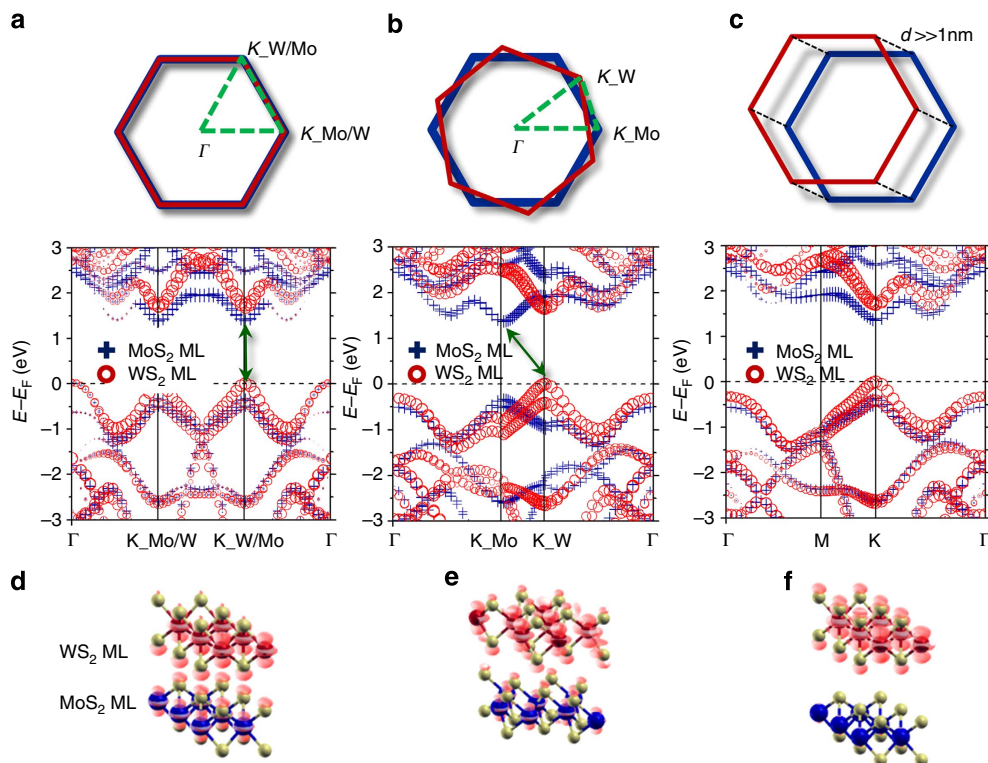 a
b
c
K_W/Mo
Γ
K_Mo/W
K_W
Γ
K_Mo
d >>1nm
E–EF (eV)
3
2
1
0
–1
–2
–3
MoS2 ML
WS2 ML
Γ
K_Mo/W
K_W/Mo
Γ
E–EF (eV)
3
2
1
0
–1
–2
–3
MoS2 ML
WS2 ML
Γ
K_Mo
K_W
Γ
E–EF (eV)
3
2
1
0
–1
–2
–3
MoS2 ML
WS2 ML
Γ
M
K
Γ
d
e
f
WS2 ML
MoS2 ML